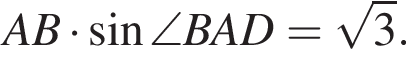 AB · sin ∠BAD = √3.